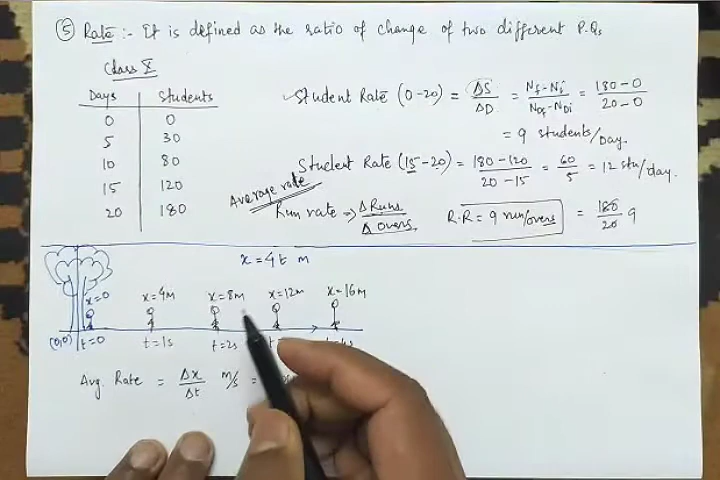 ⑤ Rate :- It is defined as the ratio of change of two different P.Qs
Class X
Days Students
0 0
5 30
10 80
15 120
20 180
Student Rate (0-20) = ΔS/ΔD = Nf-Ni/NDf-NDi = 180-0/20-0
= 9 students/Day.
Student Rate (15-20) = 180-120/20-15 = 60/5 = 12 stu/day.
Average rate
Run rate => ΔRuns/ΔOvers
R.R = 9 run/overs = 180/20 9
x = 4t m
x=0 x=4m x=8m x=12m x=16m
(0,0) t=0 t=1s t=2s
Avg. Rate = Δx/Δt m/s =